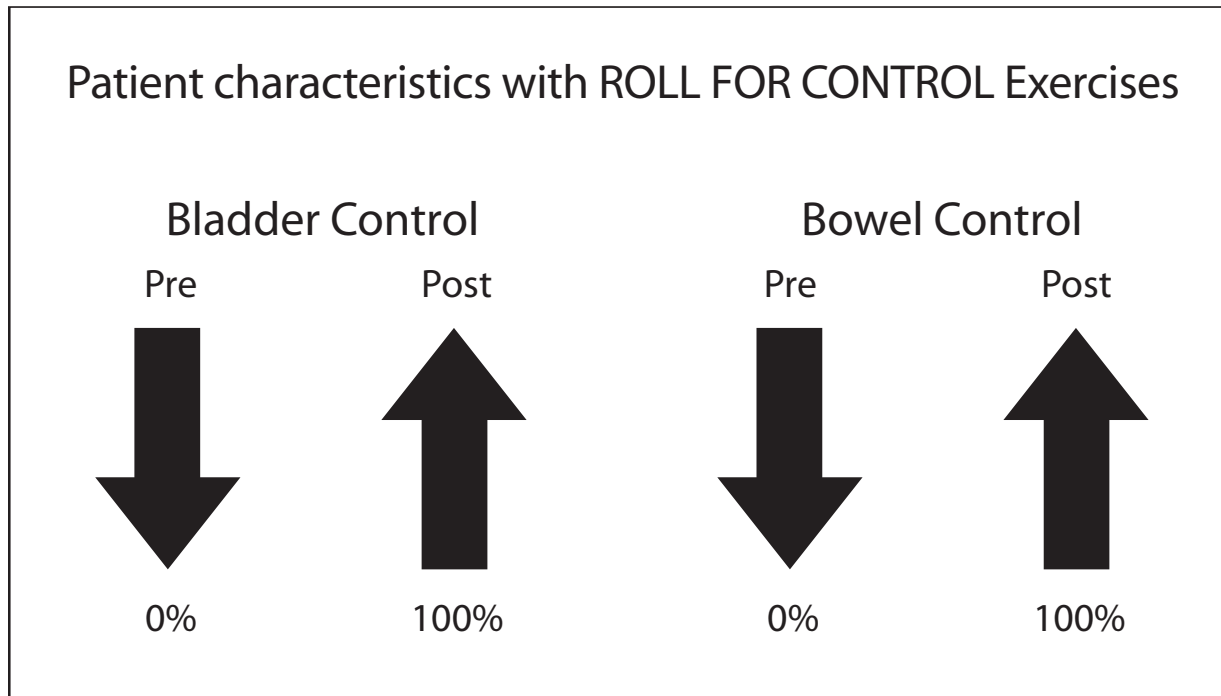 Patient characteristics with ROLL FOR CONTROL Exercises
Bladder Control
Bowel Control
Pre
Post
Pre
Post
0%
100%
0%
100%